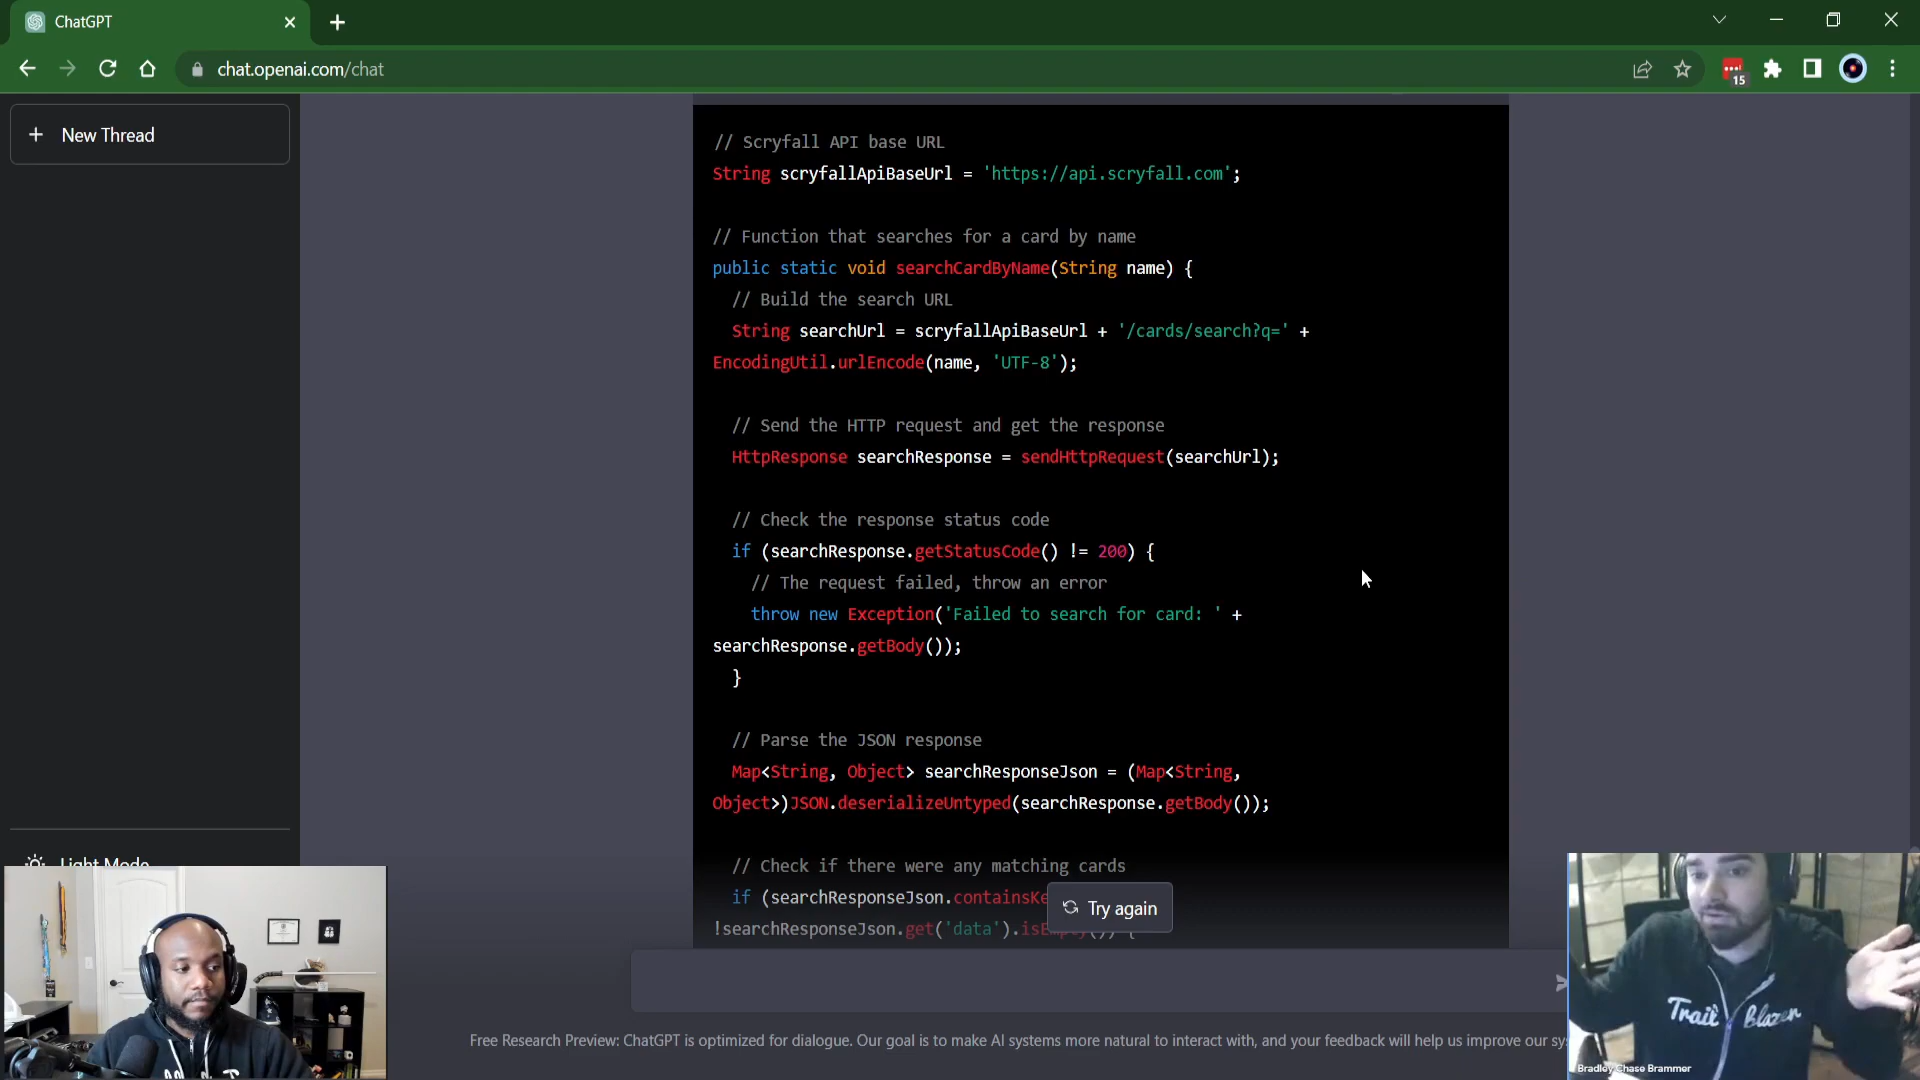 ChatGPT
chat.openai.com/chat
15
New Thread
// Scryfall API base URL
String scryfallApiBaseUrl = 'https://api.scryfall.com';
// Function that searches for a card by name
public static void searchCardByName(String name) {
// Build the search URL
String searchUrl = scryfallApiBaseUrl + '/cards/search?q=' +
EncodingUtil.urlEncode(name, 'UTF-8');
// Send the HTTP request and get the response
HttpResponse searchResponse = sendHttpRequest(searchUrl);
// Check the response status code
if (searchResponse.getStatusCode() != 200) {
// The request failed, throw an error
throw new Exception('Failed to search for card: ' +
searchResponse.getBody());
}
// Parse the JSON response
Map<String, Object> searchResponseJson = (Map<String,
Object>)JSON.deserializeUntyped(searchResponse.getBody());
// Check if there were any matching cards
if (searchResponseJson.containsKe
Try again
!searchResponseJson.get('data').isEmpty()) {
Light Mode
Free Research Preview: ChatGPT is optimized for dialogue. Our goal is to make AI systems more natural to interact with, and your feedback will help us improve our sys
Trail Blazer
Bradley Chase Brammer